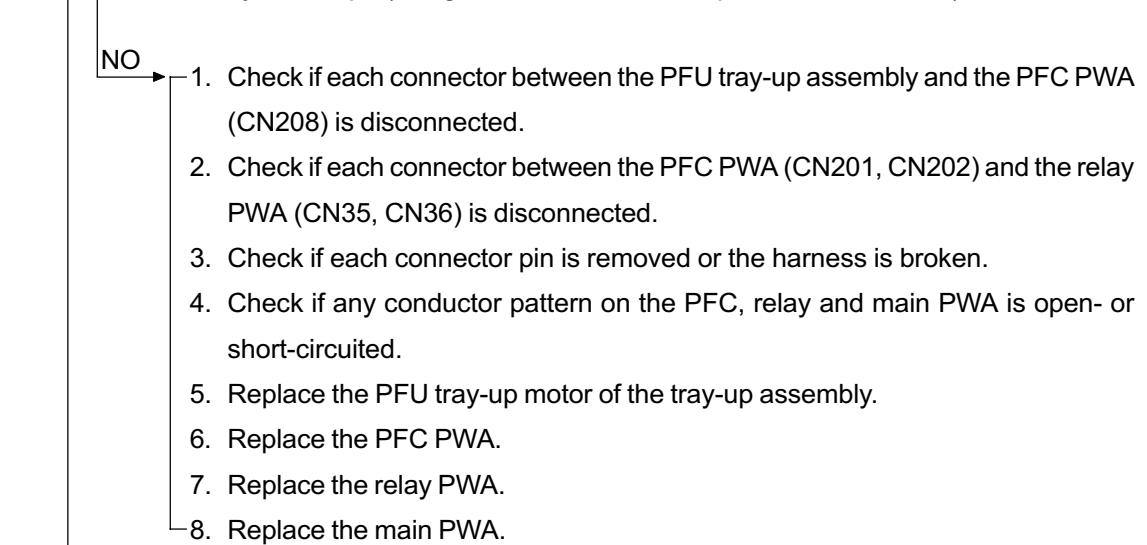 NO
1. Check if each connector between the PFU tray-up assembly and the PFC PWA
(CN208) is disconnected.
2. Check if each connector between the PFC PWA (CN201, CN202) and the relay
PWA (CN35, CN36) is disconnected.
3. Check if each connector pin is removed or the harness is broken.
4. Check if any conductor pattern on the PFC, relay and main PWA is open- or
short-circuited.
5. Replace the PFU tray-up motor of the tray-up assembly.
6. Replace the PFC PWA.
7. Replace the relay PWA.
8. Replace the main PWA.